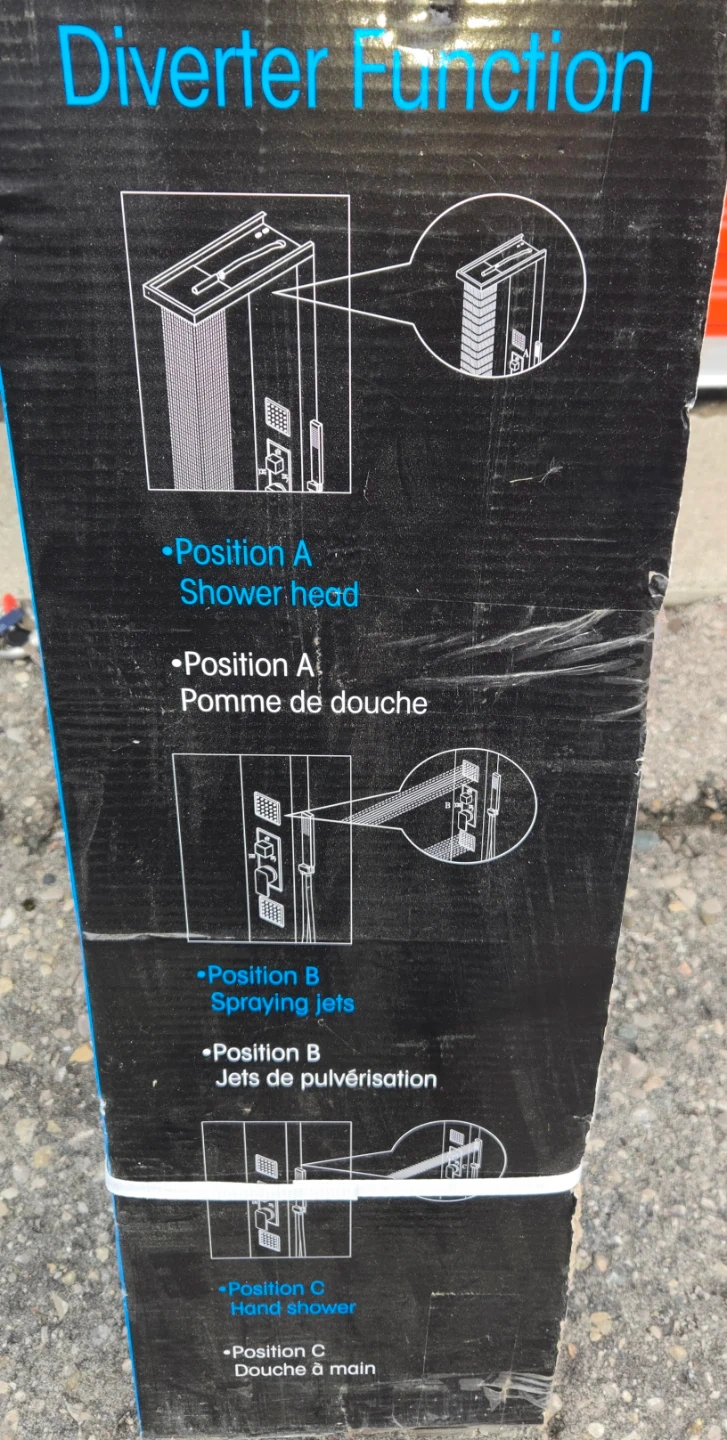 Diverter Function
•Position A
Shower head
•Position A
Pomme de douche
•Position B
Spraying jets
•Position B
Jets de pulvérisation
•Position C
Hand shower
•Position C
Douche à main